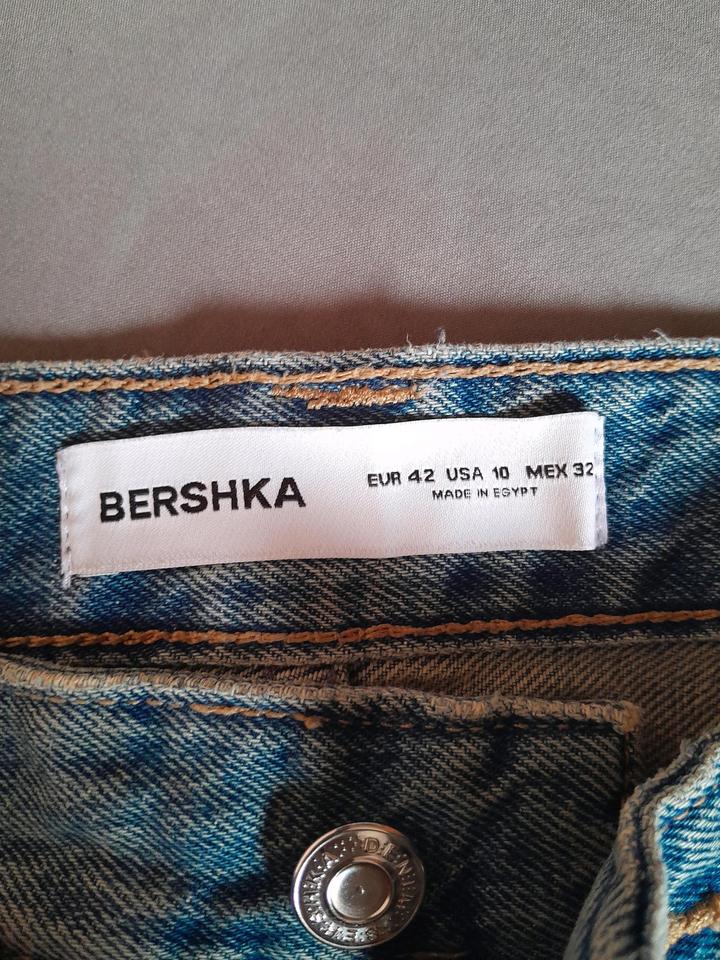 BERSHKA
EUR 42 USA 10 MEX 32
MADE IN EGYPT